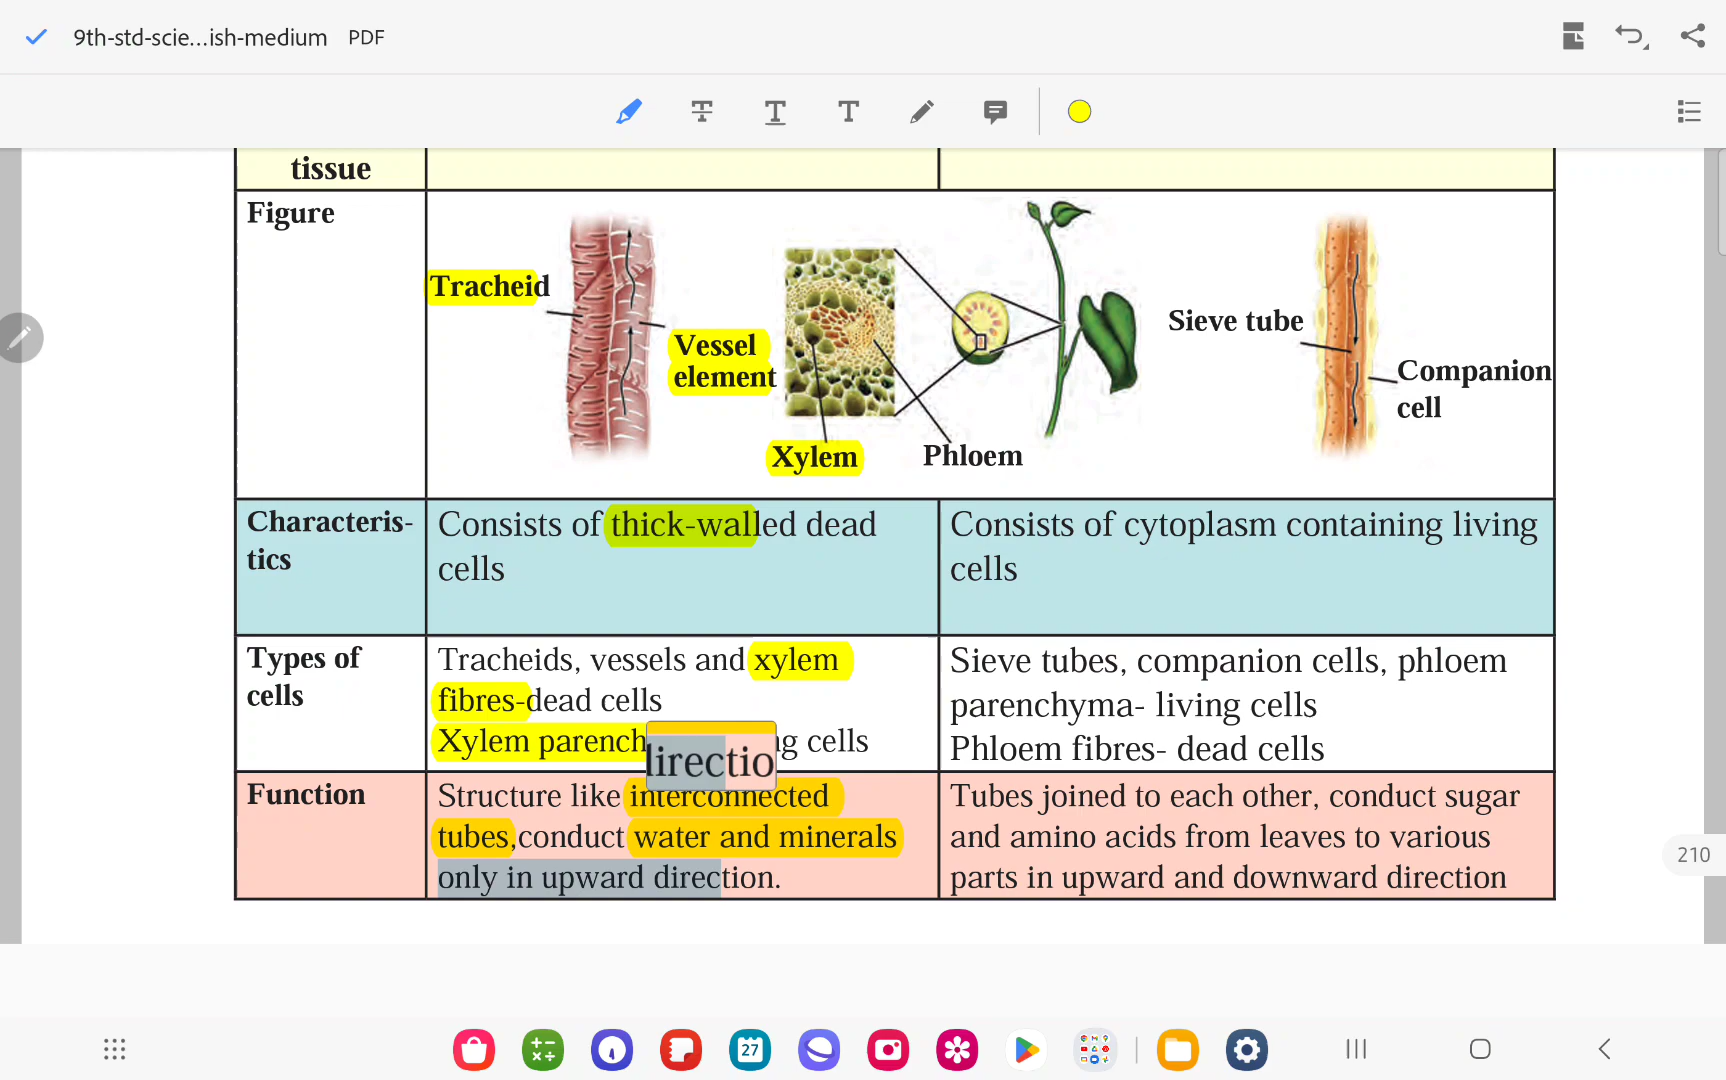 9th-std-scie...ish-medium PDF
tissue
Figure
Tracheid
Vessel
element
Xylem
Phloem
Sieve tube
Companion
cell
Characteris-
tics
Consists of thick-walled dead
cells
Consists of cytoplasm containing living
cells
Types of
cells
Tracheids, vessels and xylem
fibres-dead cells
Xylem parench
g cells
Sieve tubes, companion cells, phloem
parenchyma- living cells
Phloem fibres- dead cells
directio
Function
Structure like interconnected
tubes,conduct water and minerals
only in upward direction.
Tubes joined to each other, conduct sugar
and amino acids from leaves to various
parts in upward and downward direction
210
27